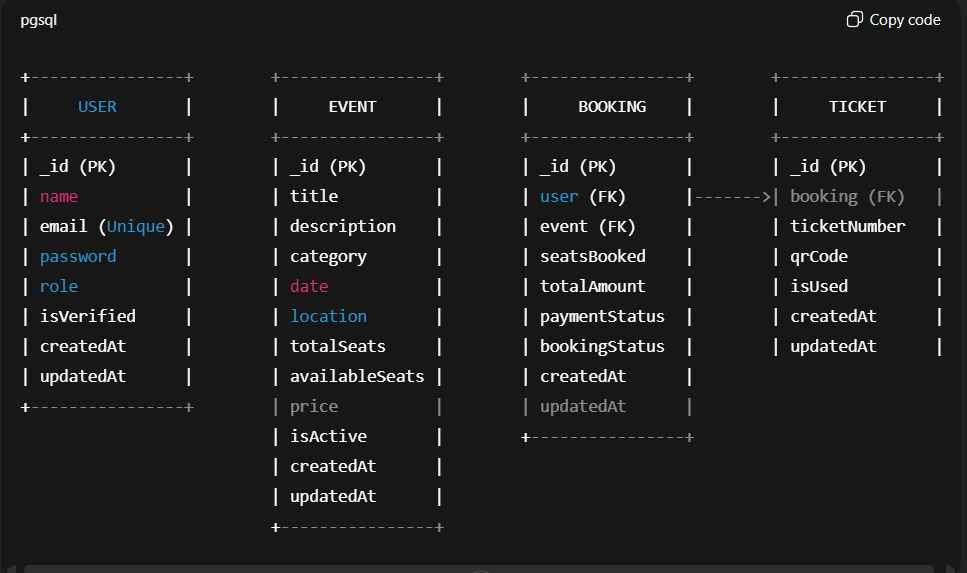 pgsql Copy code
+----------------+        +----------------+        +----------------+        +----------------+
|     USER       |        |     EVENT      |        |     BOOKING    |        |     TICKET     |
+----------------+        +----------------+        +----------------+        +----------------+
| _id (PK)       |        | _id (PK)       |        | _id (PK)       |        | _id (PK)       |
| name           |        | title          |        | user (FK)      |------->| booking (FK)   |
| email (Unique) |        | description    |        | event (FK)     |        | ticketNumber   |
| password       |        | category       |        | seatsBooked    |        | qrCode         |
| role           |        | date           |        | totalAmount    |        | isUsed         |
| isVerified     |        | location       |        | paymentStatus  |        | createdAt      |
| createdAt      |        | totalSeats     |        | bookingStatus  |        | updatedAt      |
| updatedAt      |        | availableSeats |        | createdAt      |
+----------------+        | price          |        | updatedAt      |
                          | isActive       |        +----------------+
                          | createdAt      |
                          | updatedAt      |
                          +----------------+